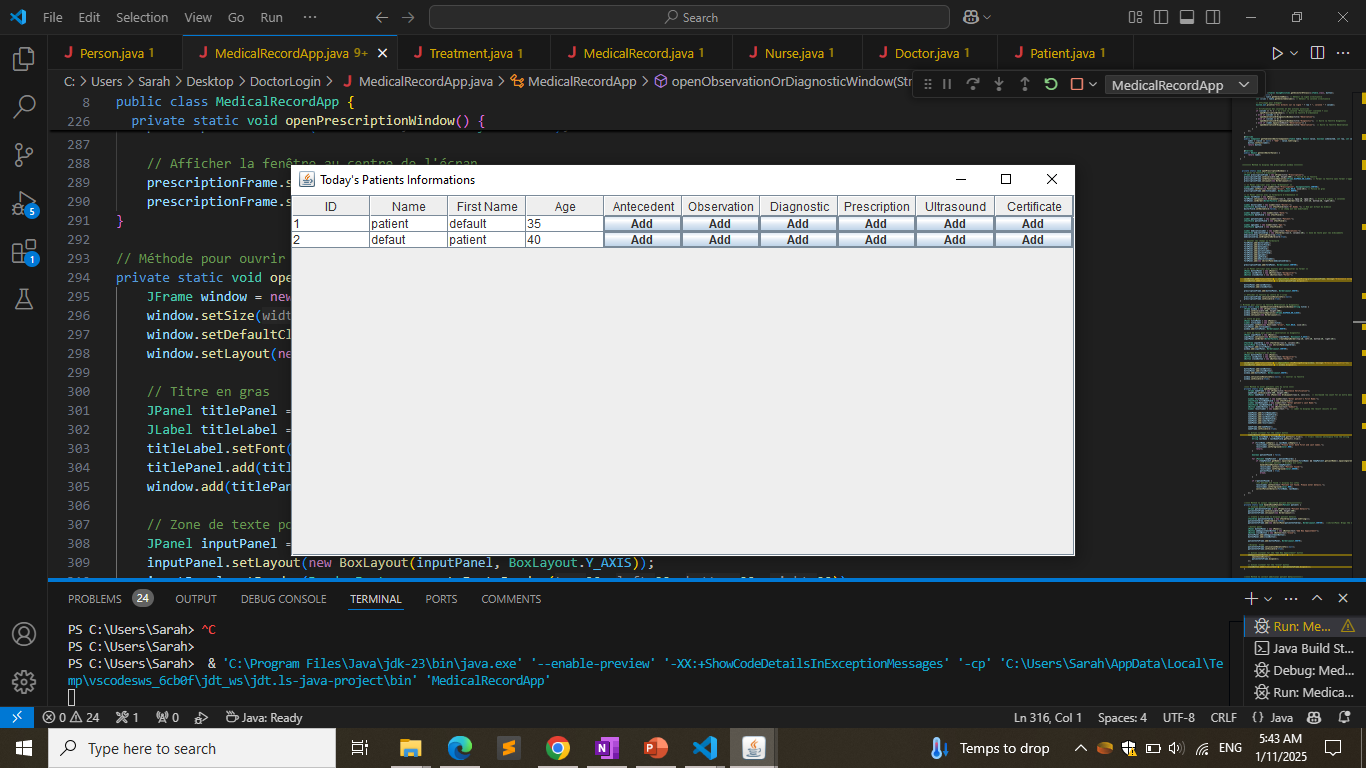 File Edit Selection View Go Run ··· Search
Person.java 1 MedicalRecordApp.java 9+ Treatment.java 1 MedicalRecord.java 1 Nurse.java 1 Doctor.java 1 Patient.java 1
C: > Users > Sarah > Desktop > DoctorLogin > MedicalRecordApp.java > MedicalRecordApp > openObservationOrDiagnosticWindow(Str
MedicalRecordApp
8 public class MedicalRecordApp {
226 private static void openPrescriptionWindow() {
287
288 // Afficher la fenêtre au centre de l'écran
289 prescriptionFrame.s
290 prescriptionFrame.s
291 }
292
293 // Méthode pour ouvrir
294 private static void ope
295 JFrame window = new
296 window.setSize(widt
297 window.setDefaultCl
298 window.setLayout(ne
299
300 // Titre en gras
301 JPanel titlePanel =
302 JLabel titleLabel =
303 titleLabel.setFont(
304 titlePanel.add(titl
305 window.add(titlePan
306
307 // Zone de texte po
308 JPanel inputPanel =
309 inputPanel.setLayout(new BoxLayout(inputPanel, BoxLayout.Y_AXIS));
Today's Patients Informations
ID Name First Name Age Antecedent Observation Diagnostic Prescription Ultrasound Certificate
1 patient default 35 Add Add Add Add Add Add
2 defaut patient 40 Add Add Add Add Add Add
PROBLEMS 24 OUTPUT DEBUG CONSOLE TERMINAL PORTS COMMENTS
PS C:\Users\Sarah> ^C
PS C:\Users\Sarah>
PS C:\Users\Sarah> & 'C:\Program Files\Java\jdk-23\bin\java.exe' '--enable-preview' '-XX:+ShowCodeDetailsInExceptionMessages' '-cp' 'C:\Users\Sarah\AppData\Local\Te
mp\vscodesws_6cb0f\jdt_ws\jdt.ls-java-project\bin' 'MedicalRecordApp'
Run: Me...
Java Build St...
Debug: Med...
Run: Medica...
5
1
0 24 1 0 Java: Ready Ln 316, Col 1 Spaces: 4 UTF-8 CRLF {} Java
Type here to search Temps to drop ENG 5:43 AM
1/11/2025